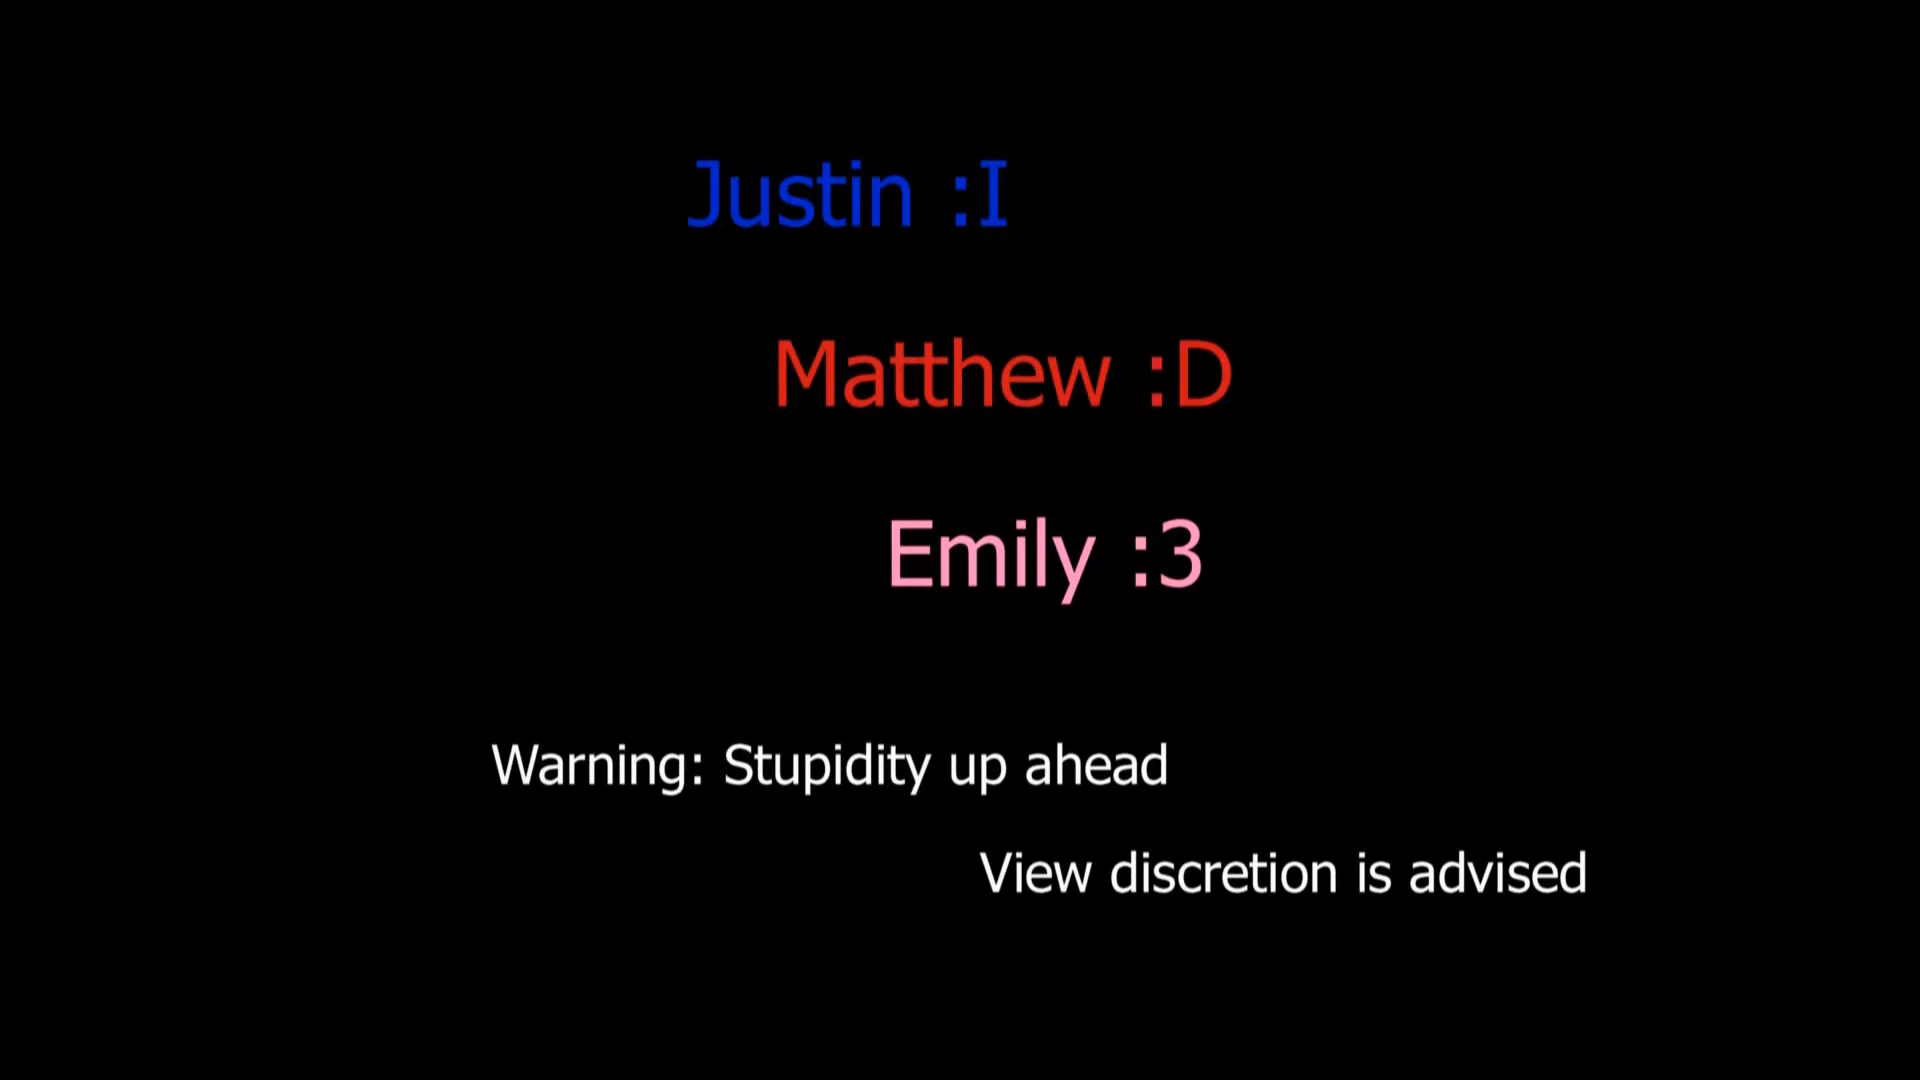 Justin :I
Matthew :D
Emily :3
Warning: Stupidity up ahead
View discretion is advised